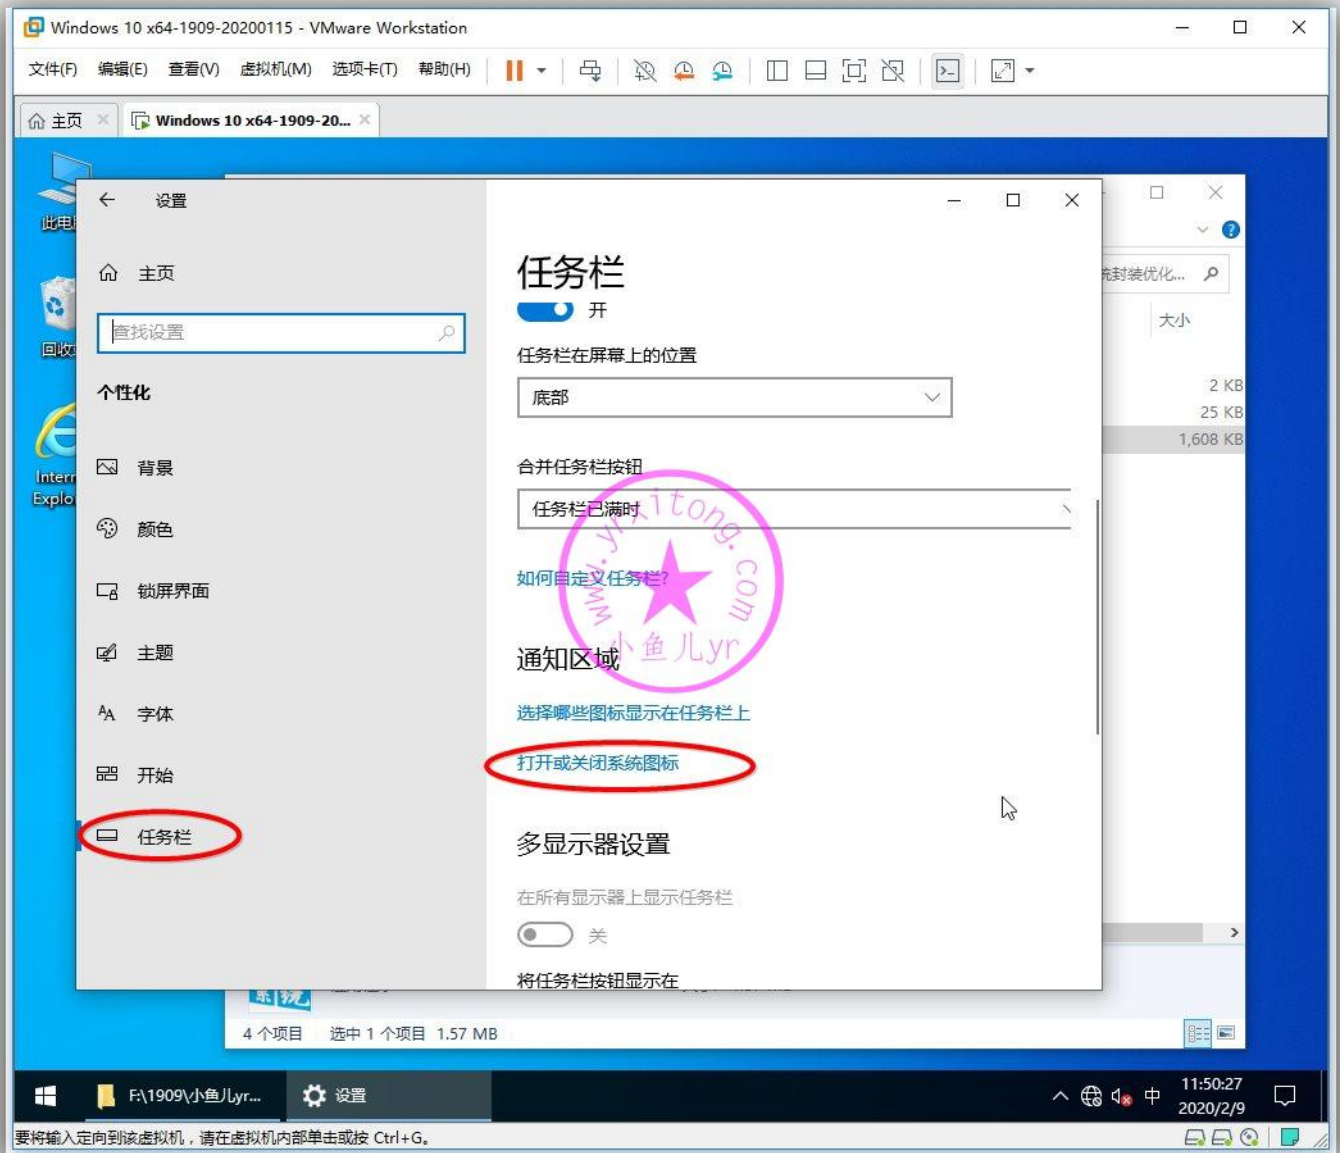 Windows 10 x64-1909-20200115 - VMware Workstation
文件(F) 编辑(E) 查看(V) 虚拟机(M) 选项卡(T) 帮助(H)
主页 Windows 10 x64-1909-20...
设置
主页
查找设置
个性化
背景
颜色
锁屏界面
主题
字体
开始
任务栏
任务栏
开
任务栏在屏幕上的位置
底部
合并任务栏按钮
任务栏已满时
如何自定义任务栏?
通知区域
选择哪些图标显示在任务栏上
打开或关闭系统图标
多显示器设置
在所有显示器上显示任务栏
关
将任务栏按钮显示在
www.yrxitong.com
小鱼儿yr
统封装优化...
大小
2 KB
25 KB
1,608 KB
4 个项目 选中 1 个项目 1.57 MB
F:\1909\小鱼儿yr...
设置
中
11:50:27
2020/2/9
要将输入定向到该虚拟机，请在虚拟机内部单击或按 Ctrl+G。